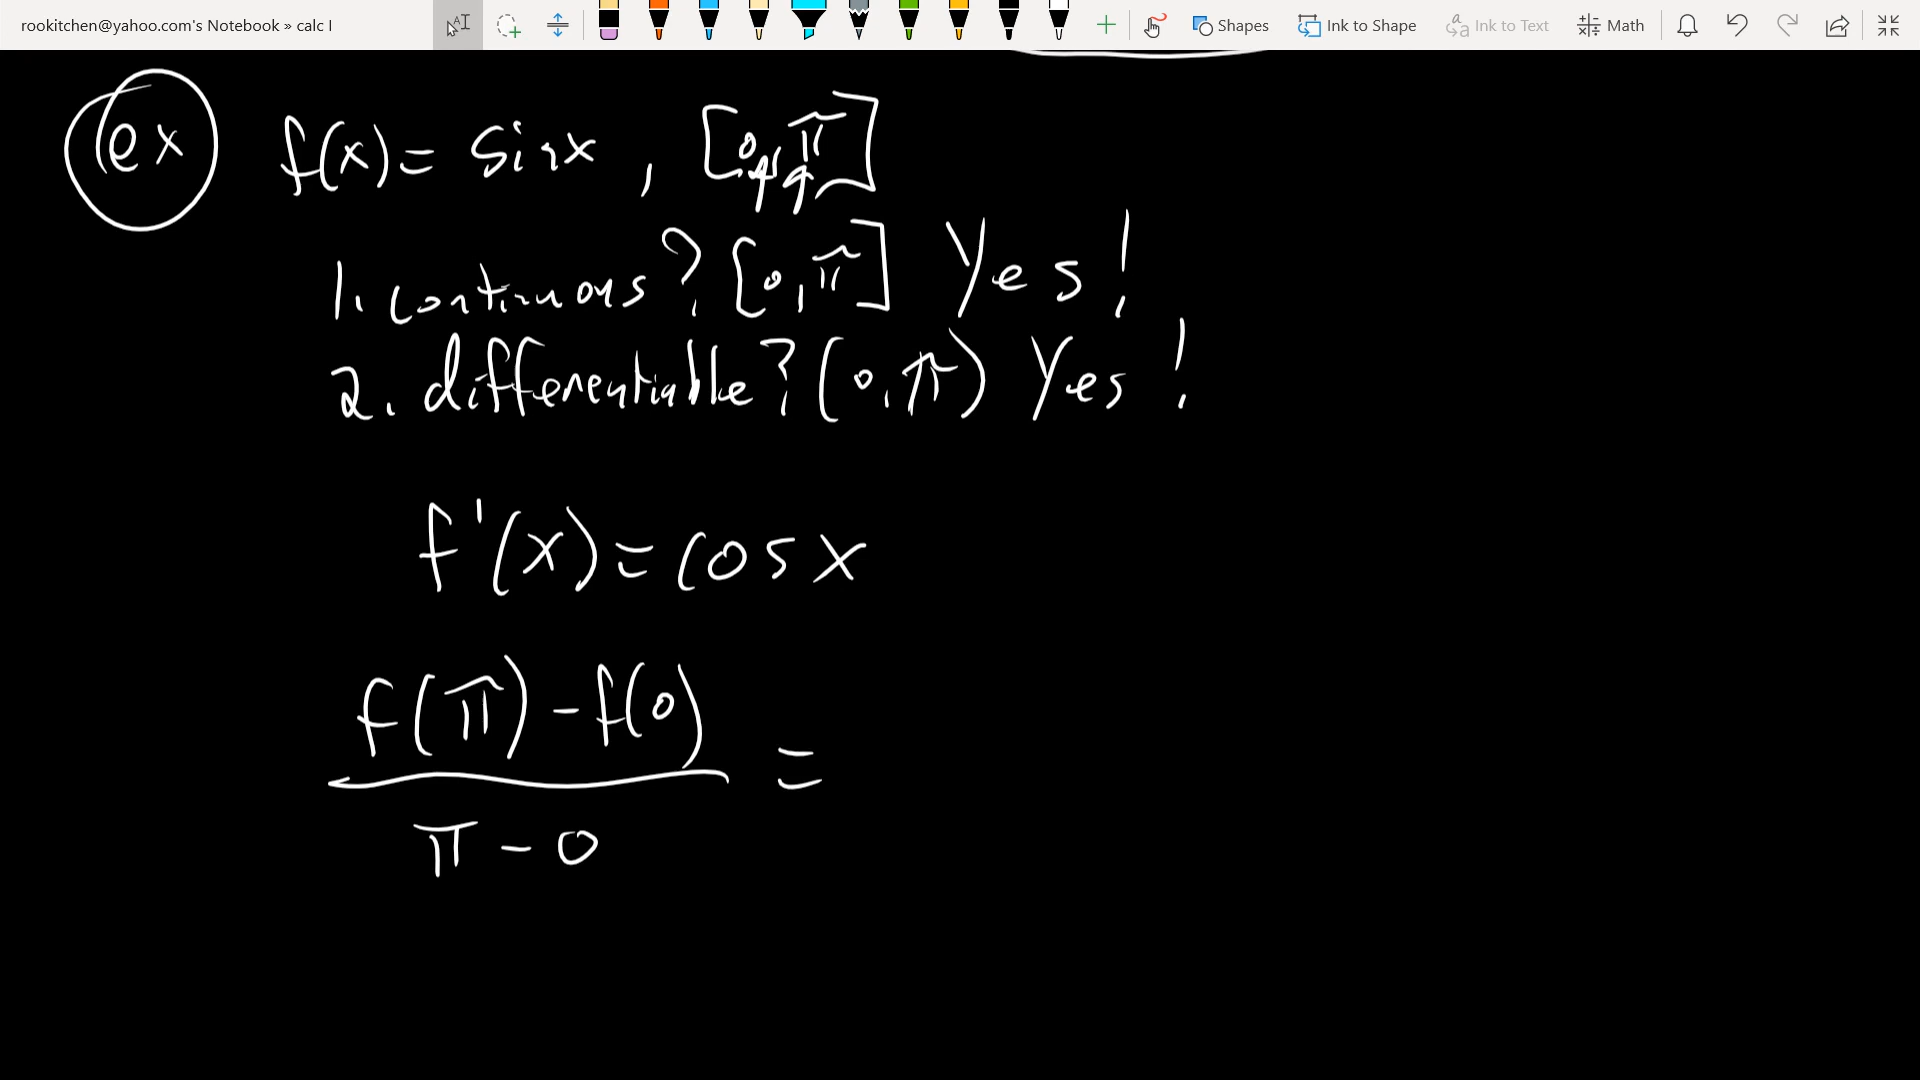 rookitchen@yahoo.com's Notebook » calc I
Shapes Ink to Shape Ink to Text Math
ex f(x) = sinx , [0, π]
1. continuous? [0, π] Yes!
2. differentiable? (0, π) Yes!
f'(x) = cosx
f(π) - f(0)
=
π - 0